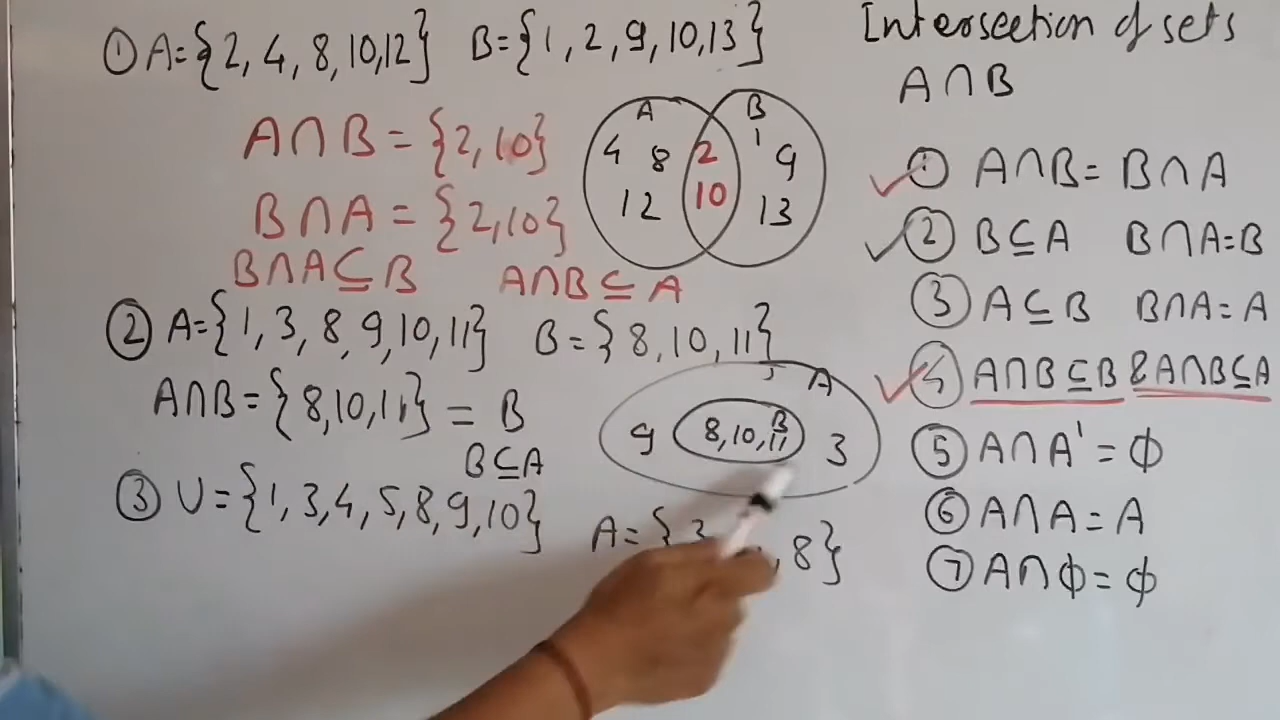 ① A={2, 4, 8, 10, 12} B={1, 2, 9, 10, 13}
A∩B = {2, 10}
B∩A = {2, 10}
B∩A⊆B A∩B⊆A
A B
4 8 2 1 9
12 10 13
② A={1, 3, 8, 9, 10, 11} B={8, 10, 11}
A∩B={8, 10, 11} = B
B⊆A
A
9 8, 10, 11 B 3
③ U={1, 3, 4, 5, 8, 9, 10} A={3, , 8}
Intersection of sets
A∩B
① A∩B= B∩A
② B⊆A B∩A=B
③ A⊆B B∩A=A
④ A∩B⊆B & A∩B⊆A
⑤ A∩A'=ϕ
⑥ A∩A=A
⑦ A∩ϕ=ϕ